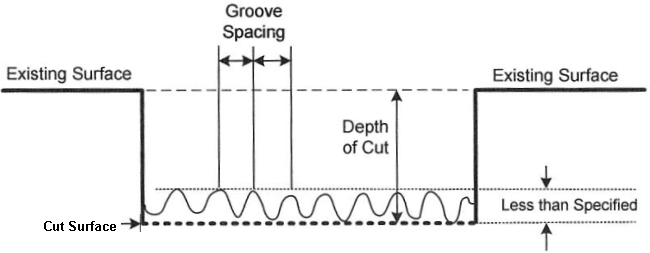 Groove
Spacing
Existing Surface
Existing Surface
Depth
of Cut
Less than Specified
Cut Surface